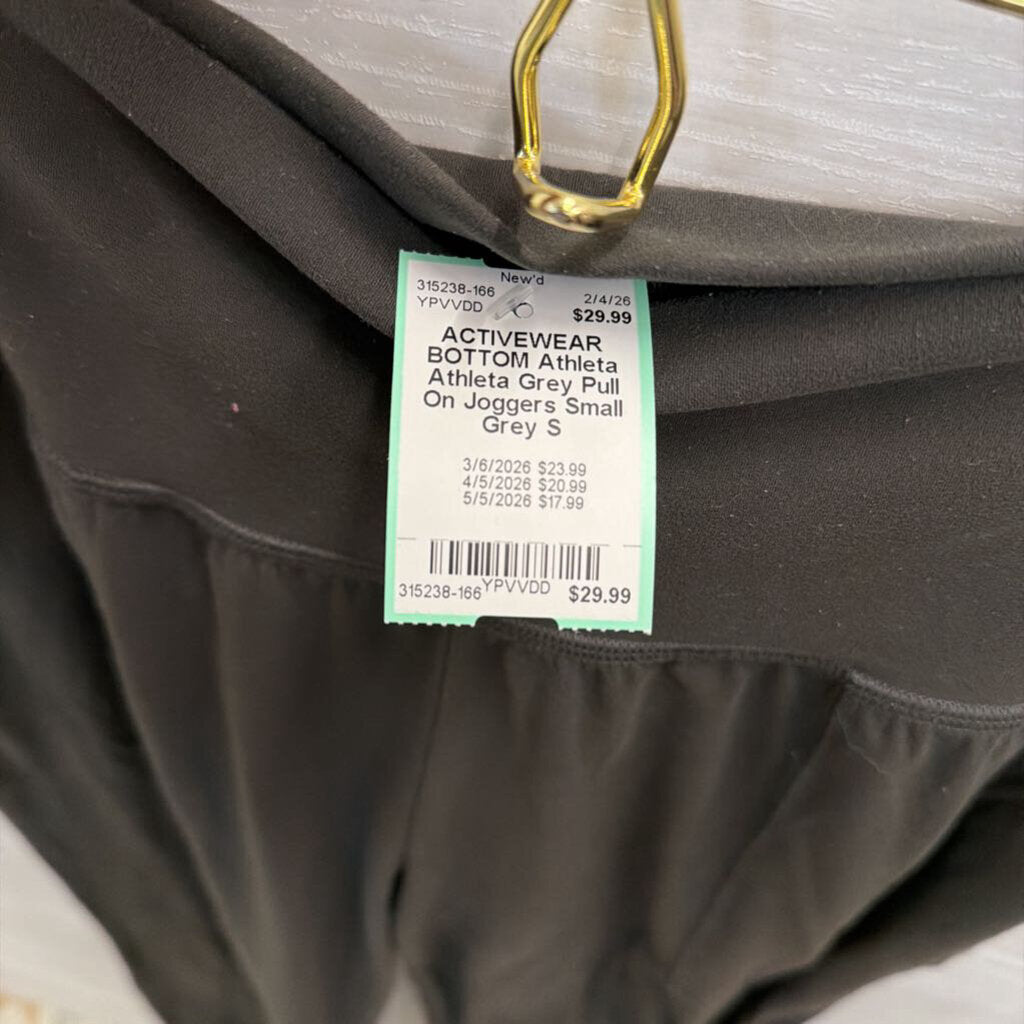 New'd
315238-166 2/4/26
YPVVDD $29.99
ACTIVEWEAR
BOTTOM Athleta
Athleta Grey Pull
On Joggers Small
Grey S
3/6/2026 $23.99
4/5/2026 $20.99
5/5/2026 $17.99
315238-166 YPVVDD $29.99